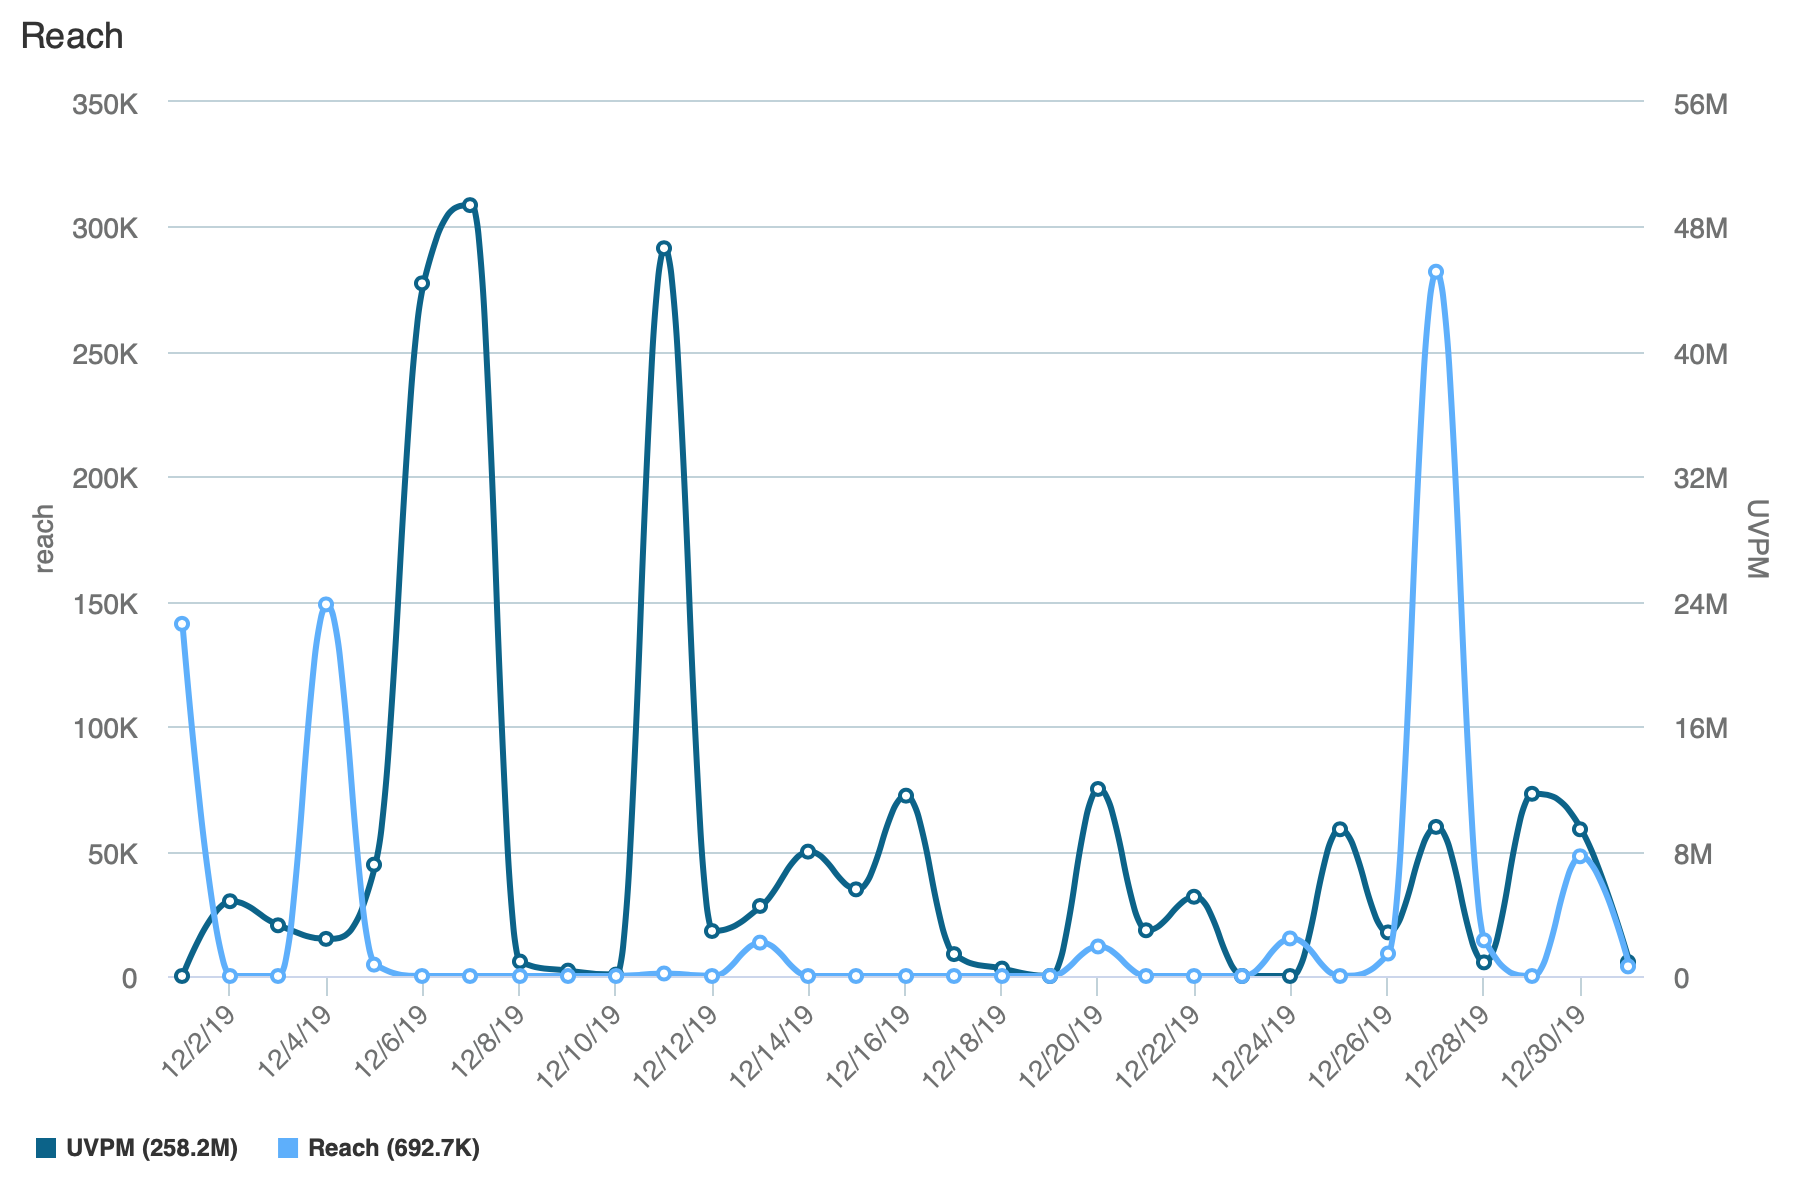 Reach
350K
300K
250K
200K
150K
100K
50K
0
reach
56M
48M
40M
32M
24M
16M
8M
0
UVPM
12/2/19
12/4/19
12/6/19
12/8/19
12/10/19
12/12/19
12/14/19
12/16/19
12/18/19
12/20/19
12/22/19
12/24/19
12/26/19
12/28/19
12/30/19
UVPM (258.2M)
Reach (692.7K)